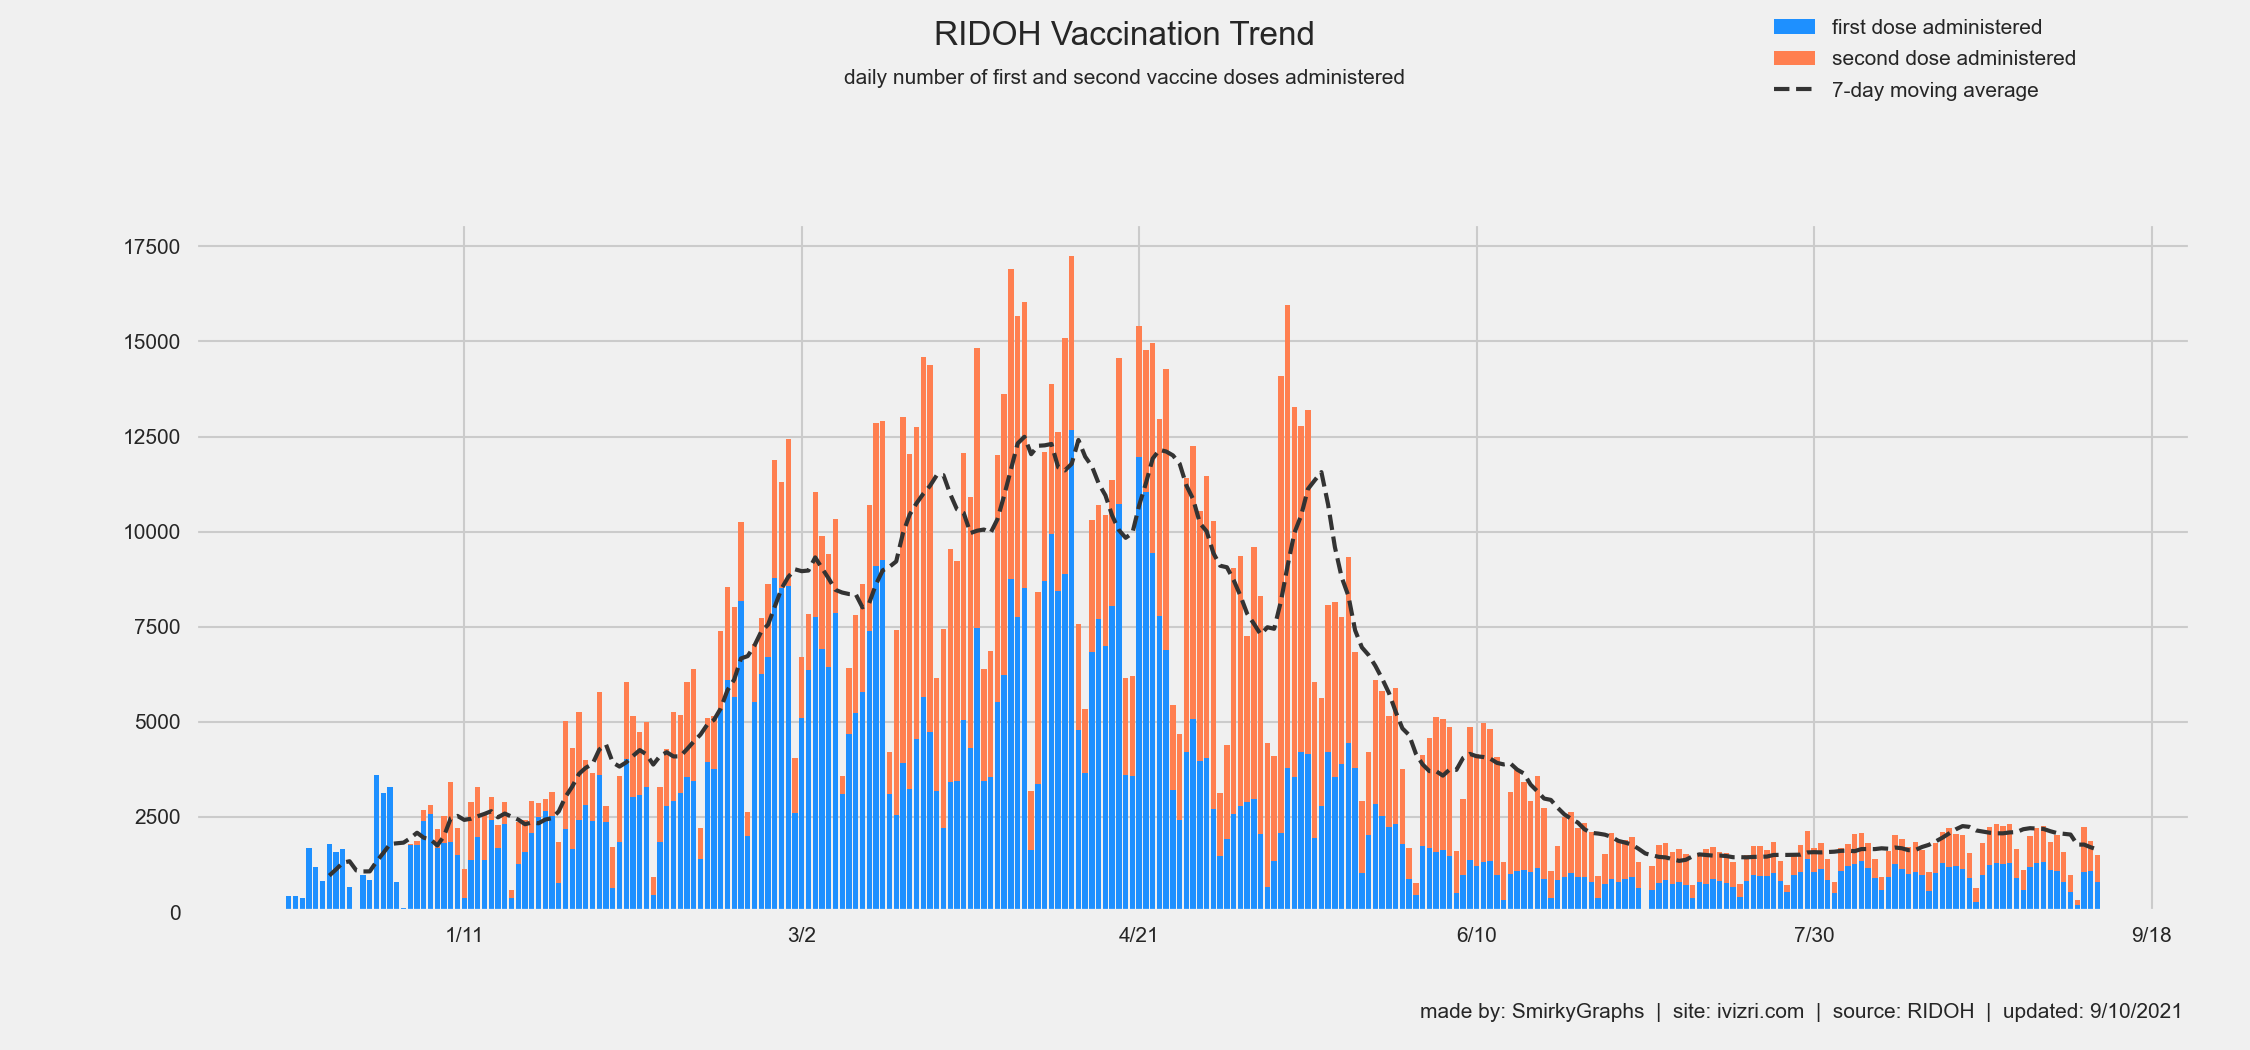 RIDOH Vaccination Trend
daily number of first and second vaccine doses administered
first dose administered
second dose administered
7-day moving average
17500
15000
12500
10000
7500
5000
2500
0
1/11 3/2 4/21 6/10 7/30 9/18
made by: SmirkyGraphs | site: ivizri.com | source: RIDOH | updated: 9/10/2021